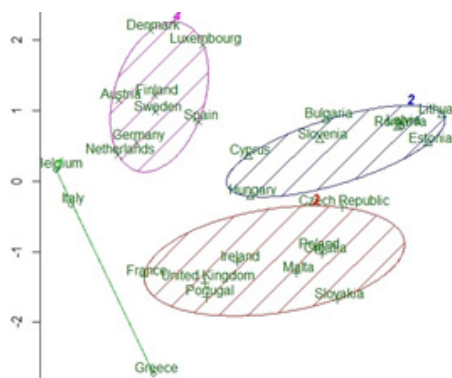 4
Denmark
2
Luxembourg
Austria
Finland
Sweden
Spain
1
2
Lithua
Bulgaria
Slovenia
Estonia
Germany
Netherlands
Cyprus
0
Belgium
Hungary
Italy
Czech Republic
-1
Ireland
Poland
France
United Kingdom
Malta
Portugal
Slovakia
-2
Greece